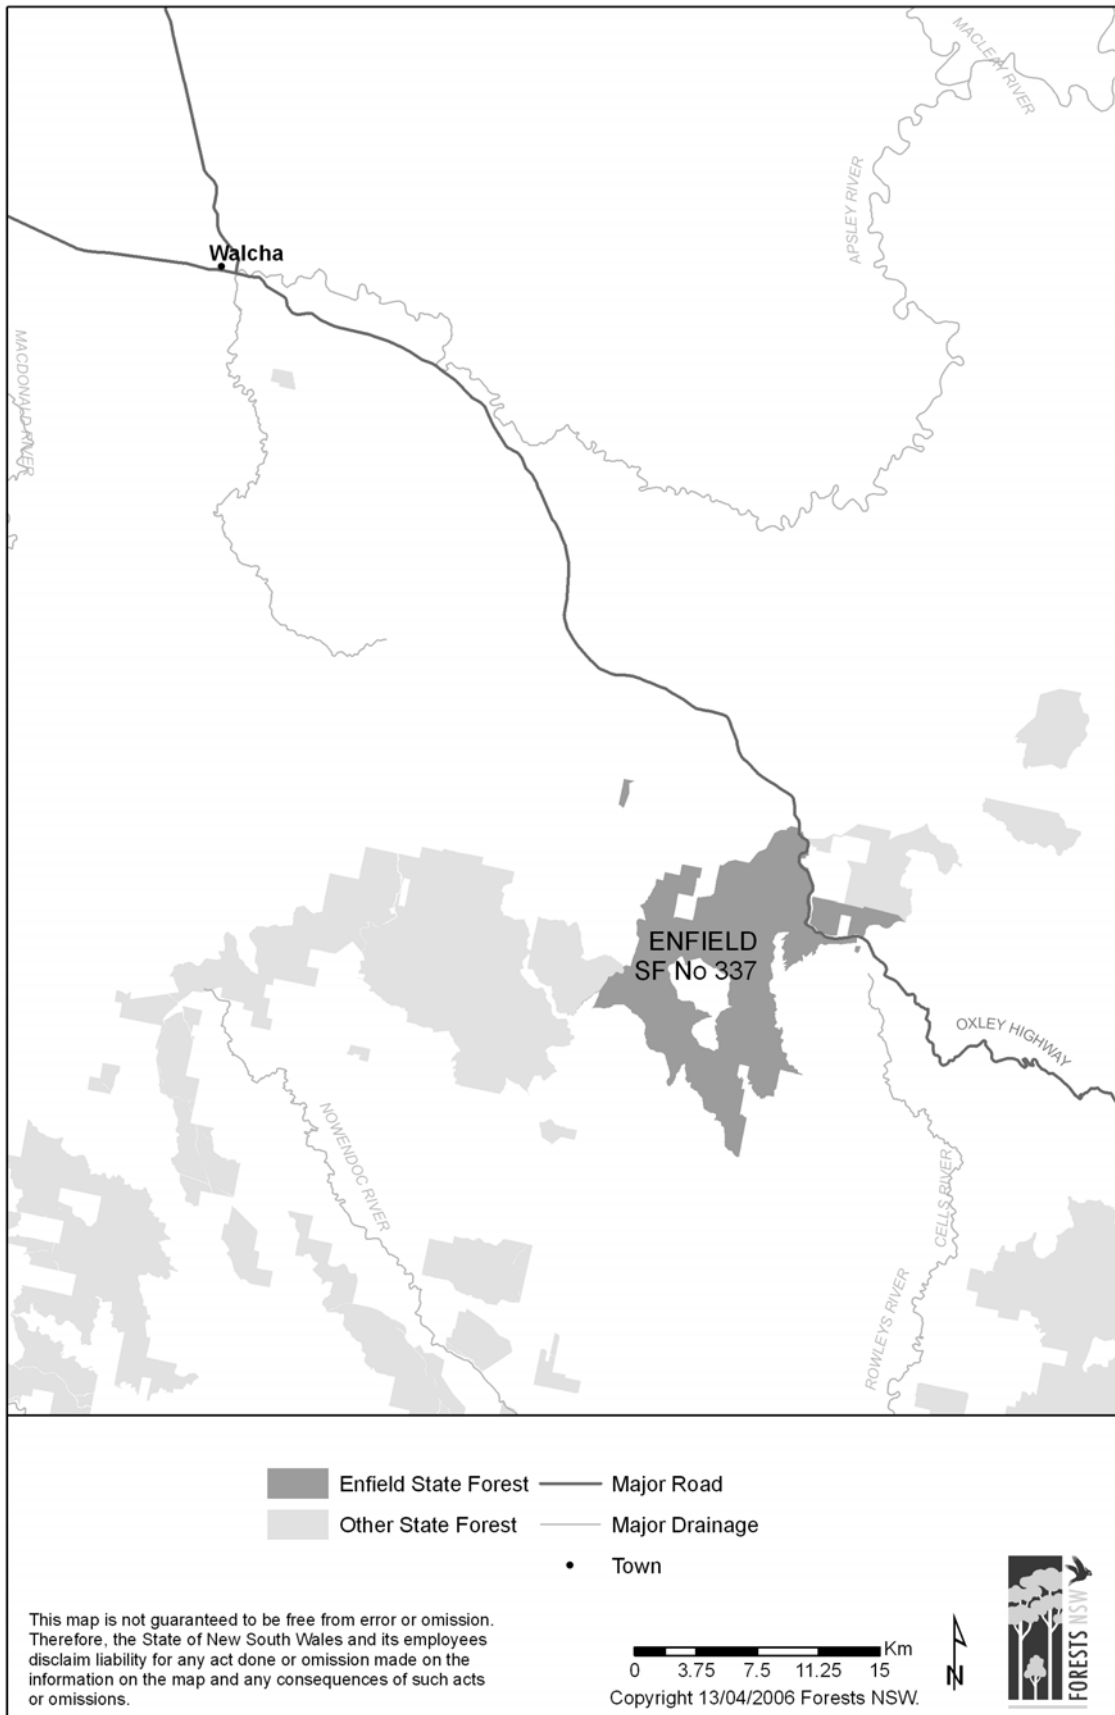 MACLEAY RIVER
APSLEY RIVER
Walcha
MACDONALD RIVER
ENFIELD
SF No 337
OXLEY HIGHWAY
NOWENDOC RIVER
CELLS RIVER
ROWLEYS RIVER
Enfield State Forest
Major Road
Other State Forest
Major Drainage
Town
This map is not guaranteed to be free from error or omission.
Therefore, the State of New South Wales and its employees
disclaim liability for any act done or omission made on the
information on the map and any consequences of such acts
or omissions.
Km
0 3.75 7.5 11.25 15
Copyright 13/04/2006 Forests NSW.
N
FORESTS NSW